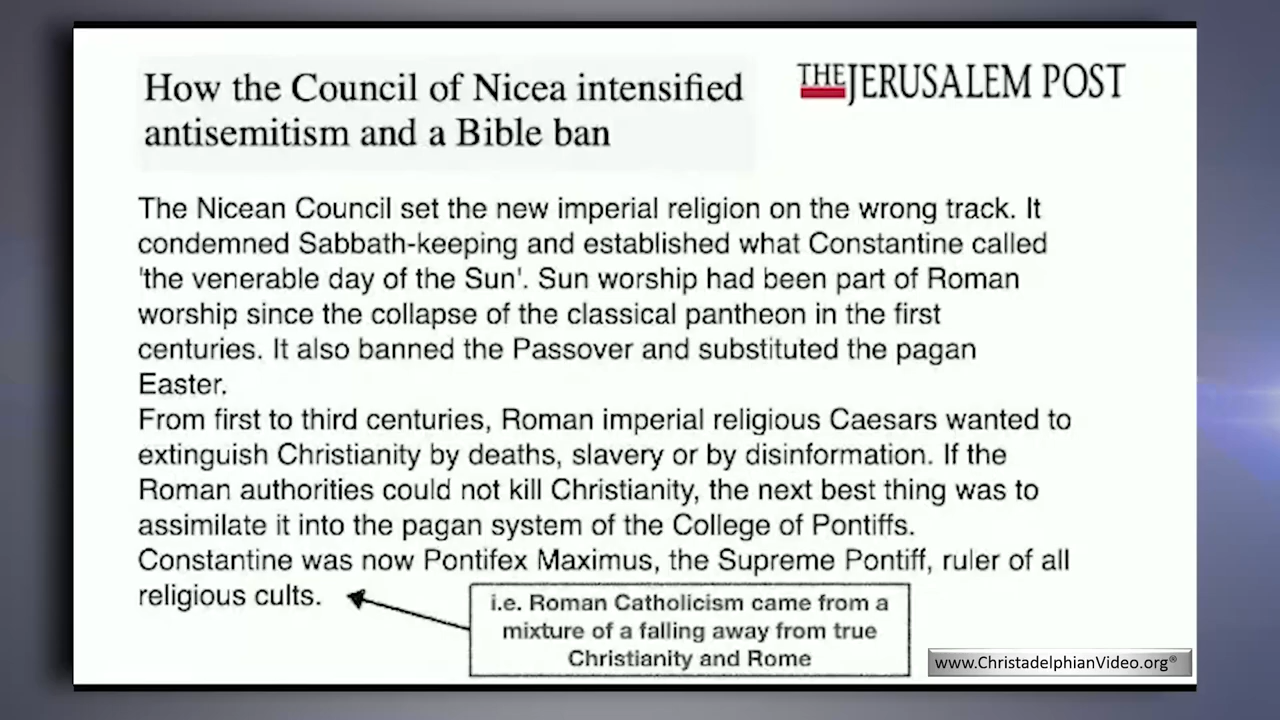 How the Council of Nicea intensified
antisemitism and a Bible ban
THE JERUSALEM POST
The Nicean Council set the new imperial religion on the wrong track. It
condemned Sabbath-keeping and established what Constantine called
'the venerable day of the Sun'. Sun worship had been part of Roman
worship since the collapse of the classical pantheon in the first
centuries. It also banned the Passover and substituted the pagan
Easter.
From first to third centuries, Roman imperial religious Caesars wanted to
extinguish Christianity by deaths, slavery or by disinformation. If the
Roman authorities could not kill Christianity, the next best thing was to
assimilate it into the pagan system of the College of Pontiffs.
Constantine was now Pontifex Maximus, the Supreme Pontiff, ruler of all
religious cults.
i.e. Roman Catholicism came from a
mixture of a falling away from true
Christianity and Rome
www.ChristadelphianVideo.org®